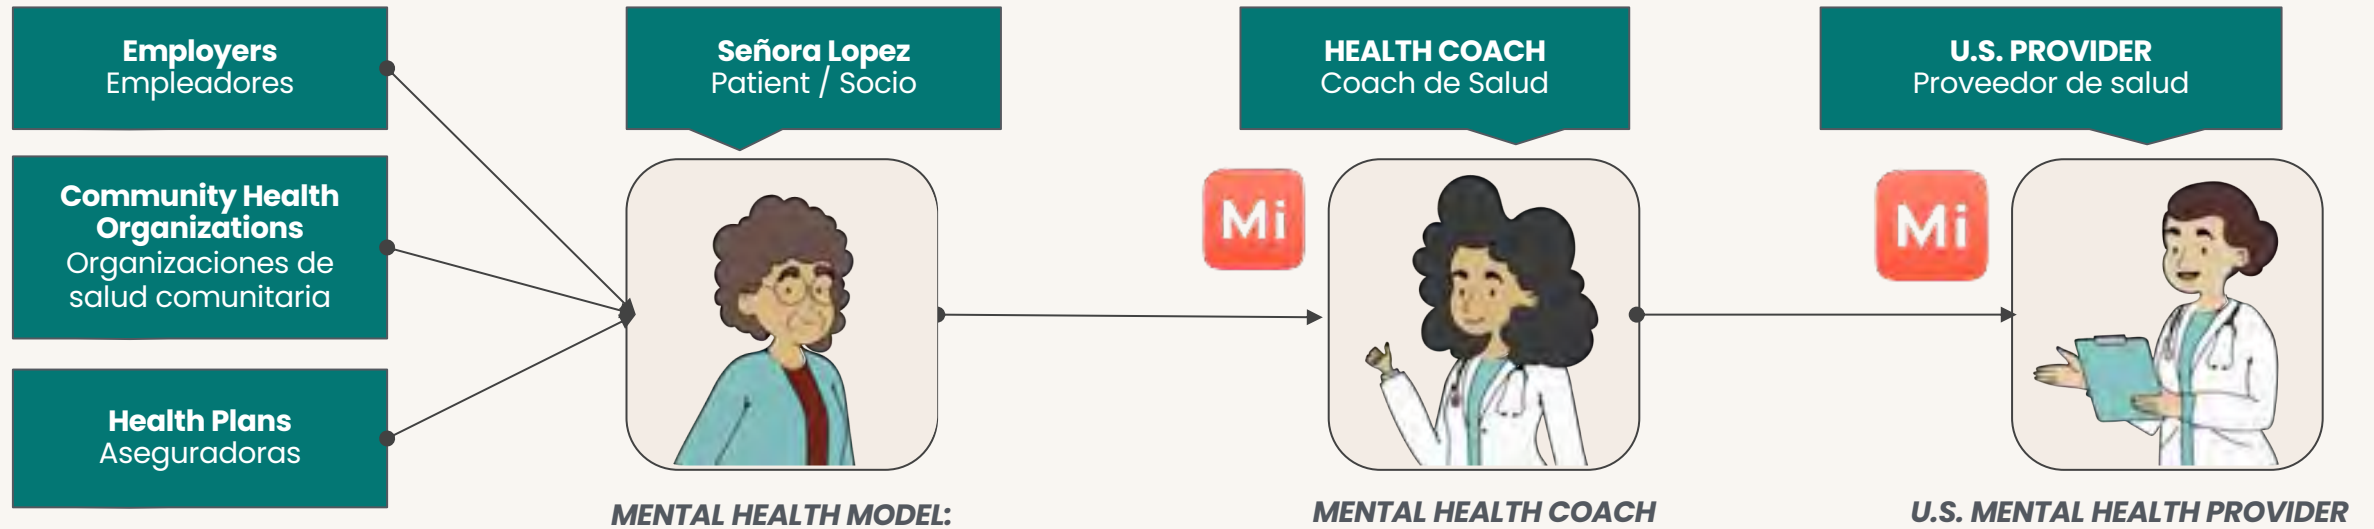 Employers
Empleadores
Community Health
Organizations
Organizaciones de
salud comunitaria
Health Plans
Aseguradoras
Señora Lopez
Patient / Socio
MENTAL HEALTH MODEL:
HEALTH COACH
Coach de Salud
Mi
MENTAL HEALTH COACH
U.S. PROVIDER
Proveedor de salud
Mi
U.S. MENTAL HEALTH PROVIDER